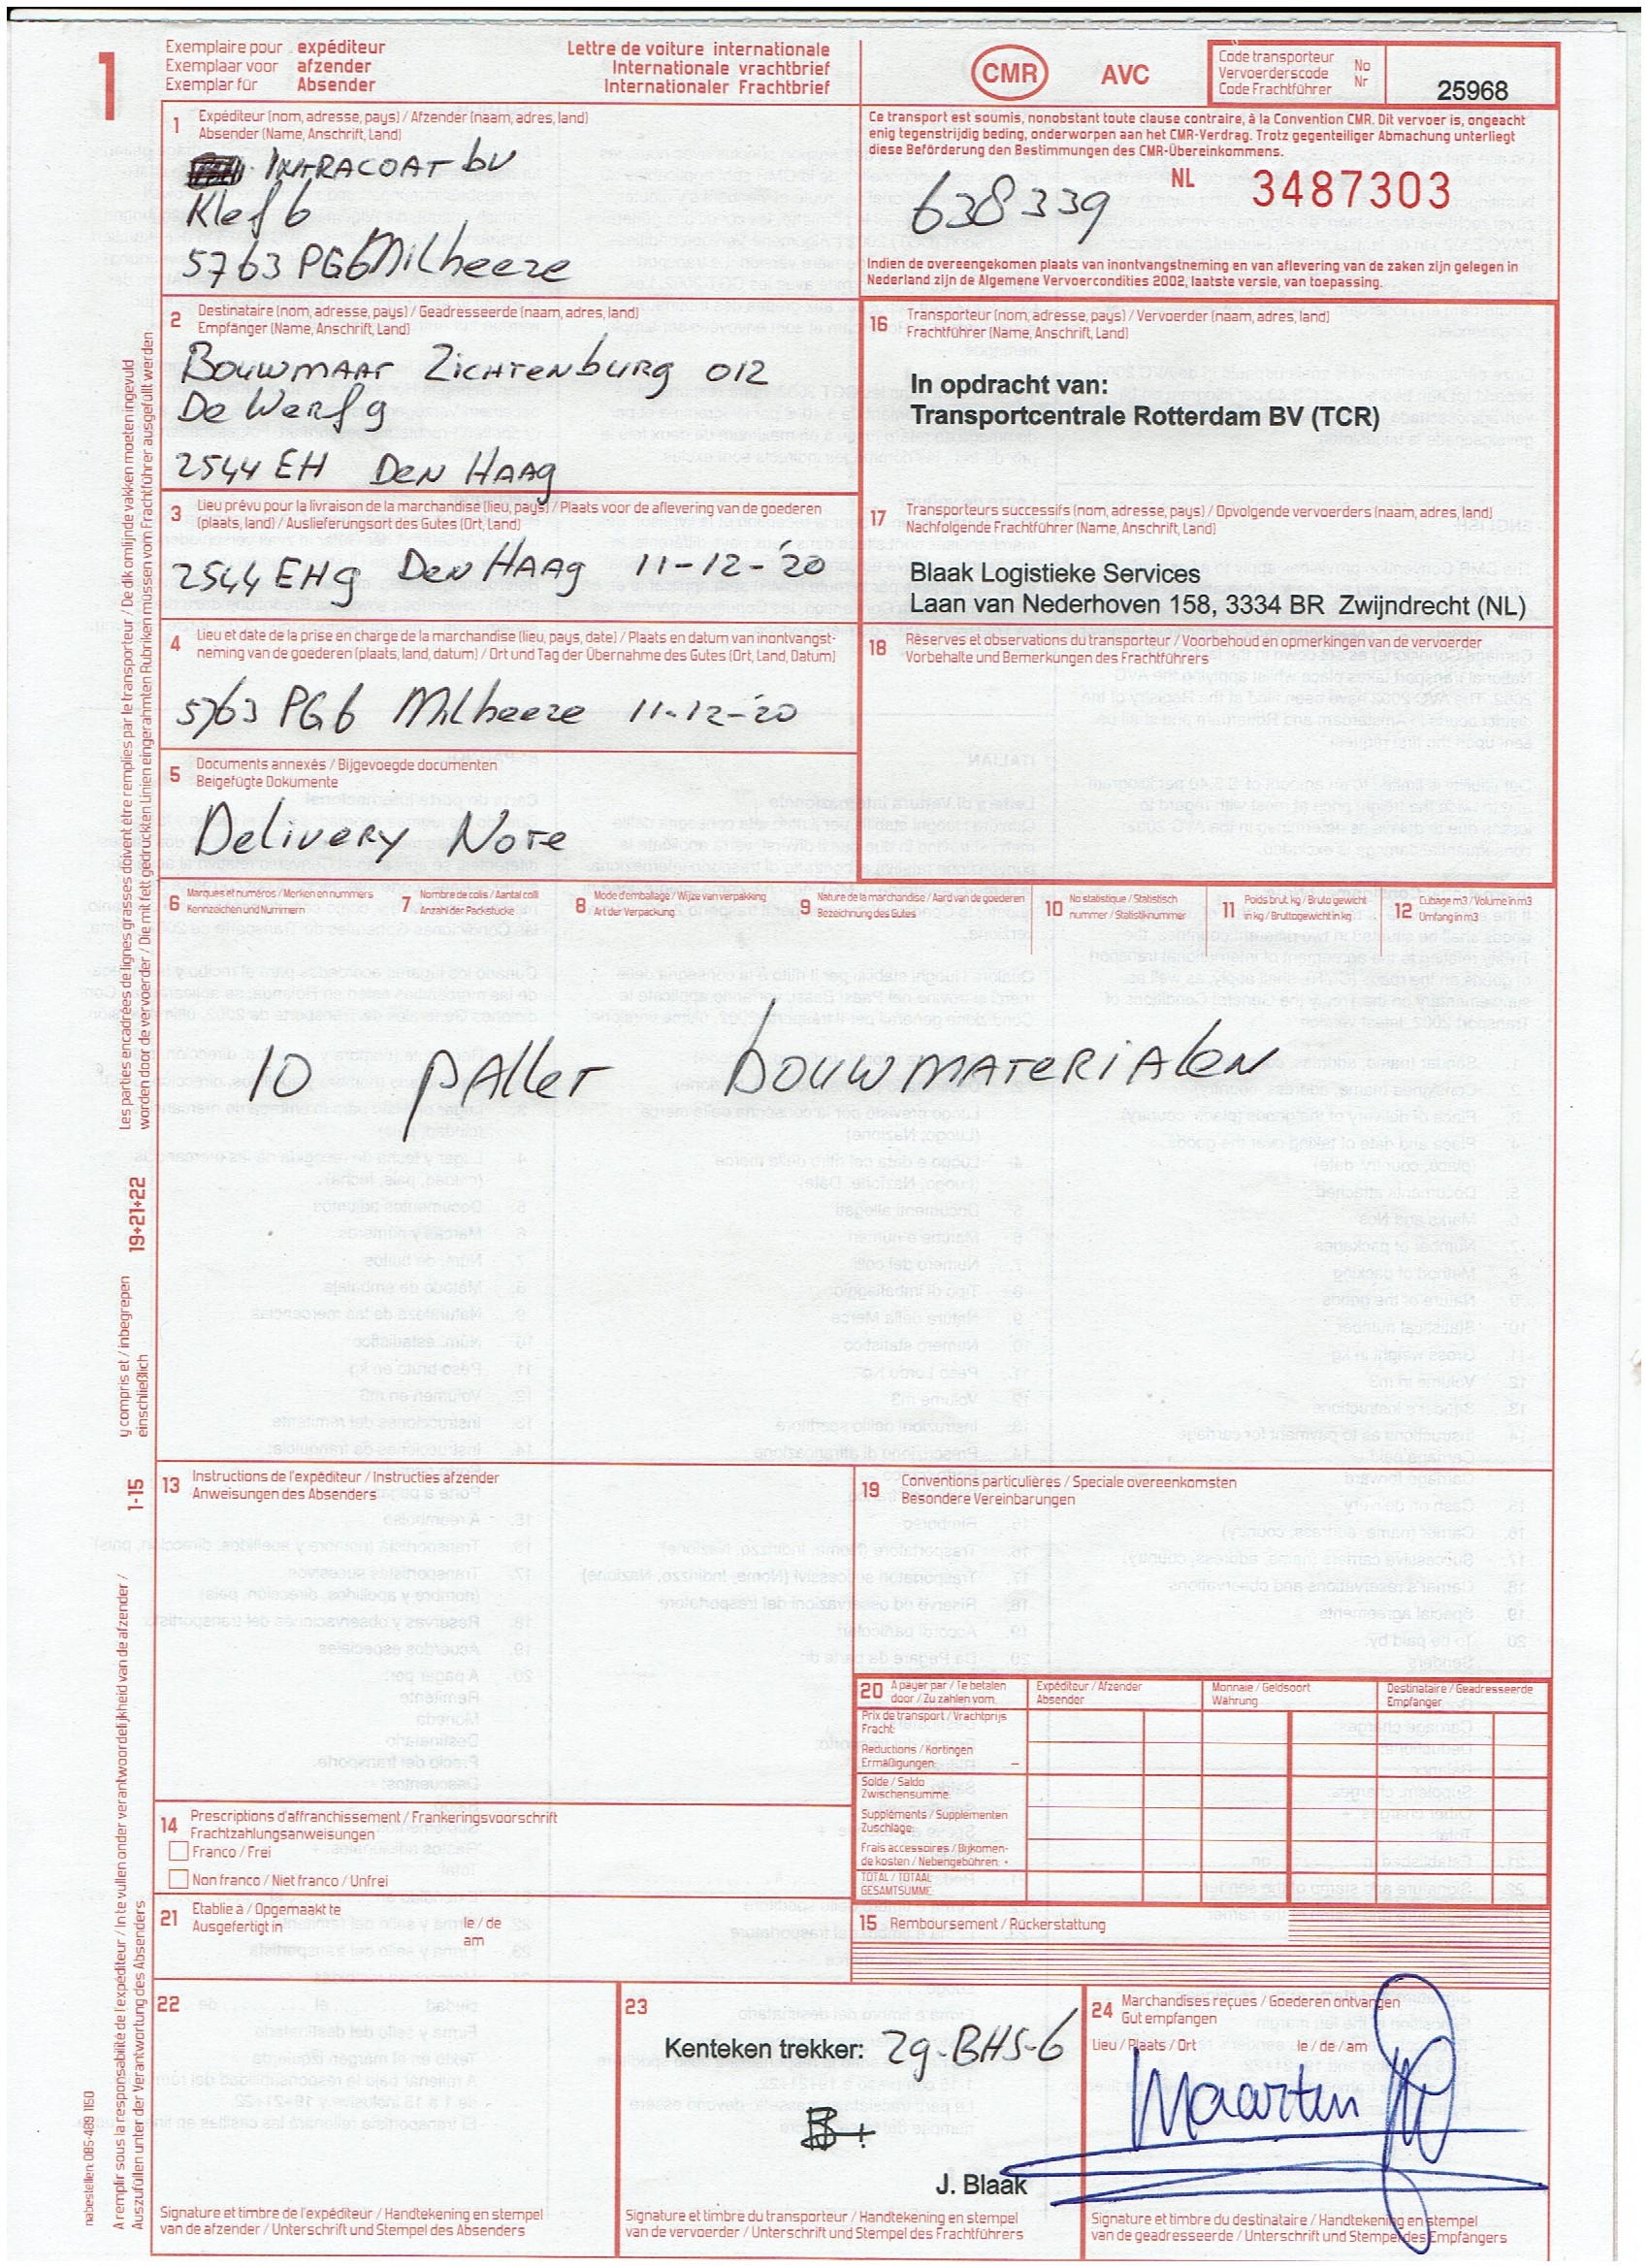 1
Exemplaire pour expéditeur
Exemplaar voor afzender
Exemplar für Absender
Lettre de voiture internationale
Internationale vrachtbrief
Internationaler Frachtbrief
CMR AVC
Code transporteur No
Vervoerderscode Nr
Code Frachtführer
25968
1 Expéditeur (nom, adresse, pays) / Afzender (naam, adres, land)
Absender (Name, Anschrift, Land)
INTRACOAT bv
Klef 6
5763 PG6 Milheeze
Ce transport est soumis, nonobstant toute clause contraire, à la Convention CMR. Dit vervoer is, ongeacht
enig tegenstrijdig beding, onderworpen aan het CMR-Verdrag. Trotz gegenteiliger Abmachung unterliegt
diese Beförderung den Bestimmungen des CMR-Übereinkommens.
638339 NL 3487303
Indien de overeengekomen plaats van inontvangstneming en van aflevering van de zaken zijn gelegen in
Nederland zijn de Algemene Vervoercondities 2002, laatste versie, van toepassing.
2 Destinataire (nom, adresse, pays) / Geadresseerde (naam, adres, land)
Empfänger (Name, Anschrift, Land)
Bouwmaat Zichtenburg 012
De Werf 9
2544 EH Den Haag
16 Transporteur (nom, adresse, pays) / Vervoerder (naam, adres, land)
Frachtführer (Name, Anschrift, Land)
In opdracht van:
Transportcentrale Rotterdam BV (TCR)
3 Lieu prévu pour la livraison de la marchandise (lieu, pays) / Plaats voor de aflevering van de goederen
(plaats, land) / Auslieferungsort des Gutes (Ort, Land)
2544 EH9 Den Haag 11-12-'20
17 Transporteurs successifs (nom, adresse, pays) / Opvolgende vervoerders (naam, adres, land)
Nachfolgende Frachtführer (Name, Anschrift, Land)
Blaak Logistieke Services
Laan van Nederhoven 158, 3334 BR Zwijndrecht (NL)
4 Lieu et date de la prise en charge de la marchandise (lieu, pays, date) / Plaats en datum van inontvangst-
neming van de goederen (plaats, land, datum) / Ort und Tag der Übernahme des Gutes (Ort, Land, Datum)
5763 PG6 Milheeze 11-12-'20
18 Réserves et observations du transporteur / Voorbehoud en opmerkingen van de vervoerder
Vorbehalte und Bemerkungen des Frachtführers
5 Documents annexés / Bijgevoegde documenten
Beigefügte Dokumente
Delivery Note
6 Marques et numéros / Merken en nummers
Kennzeichen und Nummern
7 Nombre de colis / Aantal colli
Anzahl der Packstucke
8 Mode d'emballage / Wijze van verpakking
Art der Verpackung
9 Nature de la marchandise / Aard van de goederen
Bezeichnung des Gutes
10 No statistique / Statistisch
nummer / Statistiknummer
11 Poids brut, kg / Bruto gewicht
in kg / Bruttogewicht in kg
12 Cubage m3 / Volume in m3
Umfang in m3
10 pallet bouwmaterialen
13 Instructions de l'expéditeur / Instructies afzender
Anweisungen des Absenders
19 Conventions particulières / Speciale overeenkomsten
Besondere Vereinbarungen
20 A payer par / Te betalen
door / Zu zahlen vom:
Expéditeur / Afzender
Absender
Monnaie / Geldsoort
Währung
Destinataire / Geadresseerde
Empfänger
Prix de transport / Vrachtprijs
Fracht:
Reductions / Kortingen
Ermäßigungen: –
Solde / Saldo
Zwischensumme:
Suppléments / Supplementen
Zuschlage:
Frais accessoires / Bijkomen-
de kosten / Nebengebühren: +
TOTAL / TOTAAL
GESAMTSUMME:
14 Prescriptions d'affranchissement / Frankeringsvoorschrift
Frachtzahlungsanweisungen
Franco / Frei
Non franco / Niet franco / Unfrei
21 Etablie à / Opgemaakt te le / de
Ausgefertigt in am
15 Remboursement / Rückerstattung
22
23
Kenteken trekker: 29-BHS-6
J. Blaak
24 Marchandises reçues / Goederen ontvangen
Gut empfangen
Lieu / Plaats / Ort le / de / am
Maarten
Signature et timbre de l'expéditeur / Handtekening en stempel
van de afzender / Unterschrift und Stempel des Absenders
Signature et timbre du transporteur / Handtekening en stempel
van de vervoerder / Unterschrift und Stempel des Frachtführers
Signature et timbre du destinataire / Handtekening en stempel
van de geadresseerde / Unterschrift und Stempel des Empfängers
Les parties encadrées de lignes grasses doivent être remplies par le transporteur / De dik omlijnde vakken moeten ingevuld
worden door de vervoerder / Die mit fett gedruckten Linien eingerahmten Rubriken müssen vom Frachtführer ausgefüllt werden
19+21+22
y compris et / inbegrepen
einschließlich
1-15
A remplir sous la responsabilité de l'expéditeur / In te vullen onder verantwoordelijkheid van de afzender /
Auszufüllen unter der Verantwortung des Absenders
nabestellen: 085-489 1150